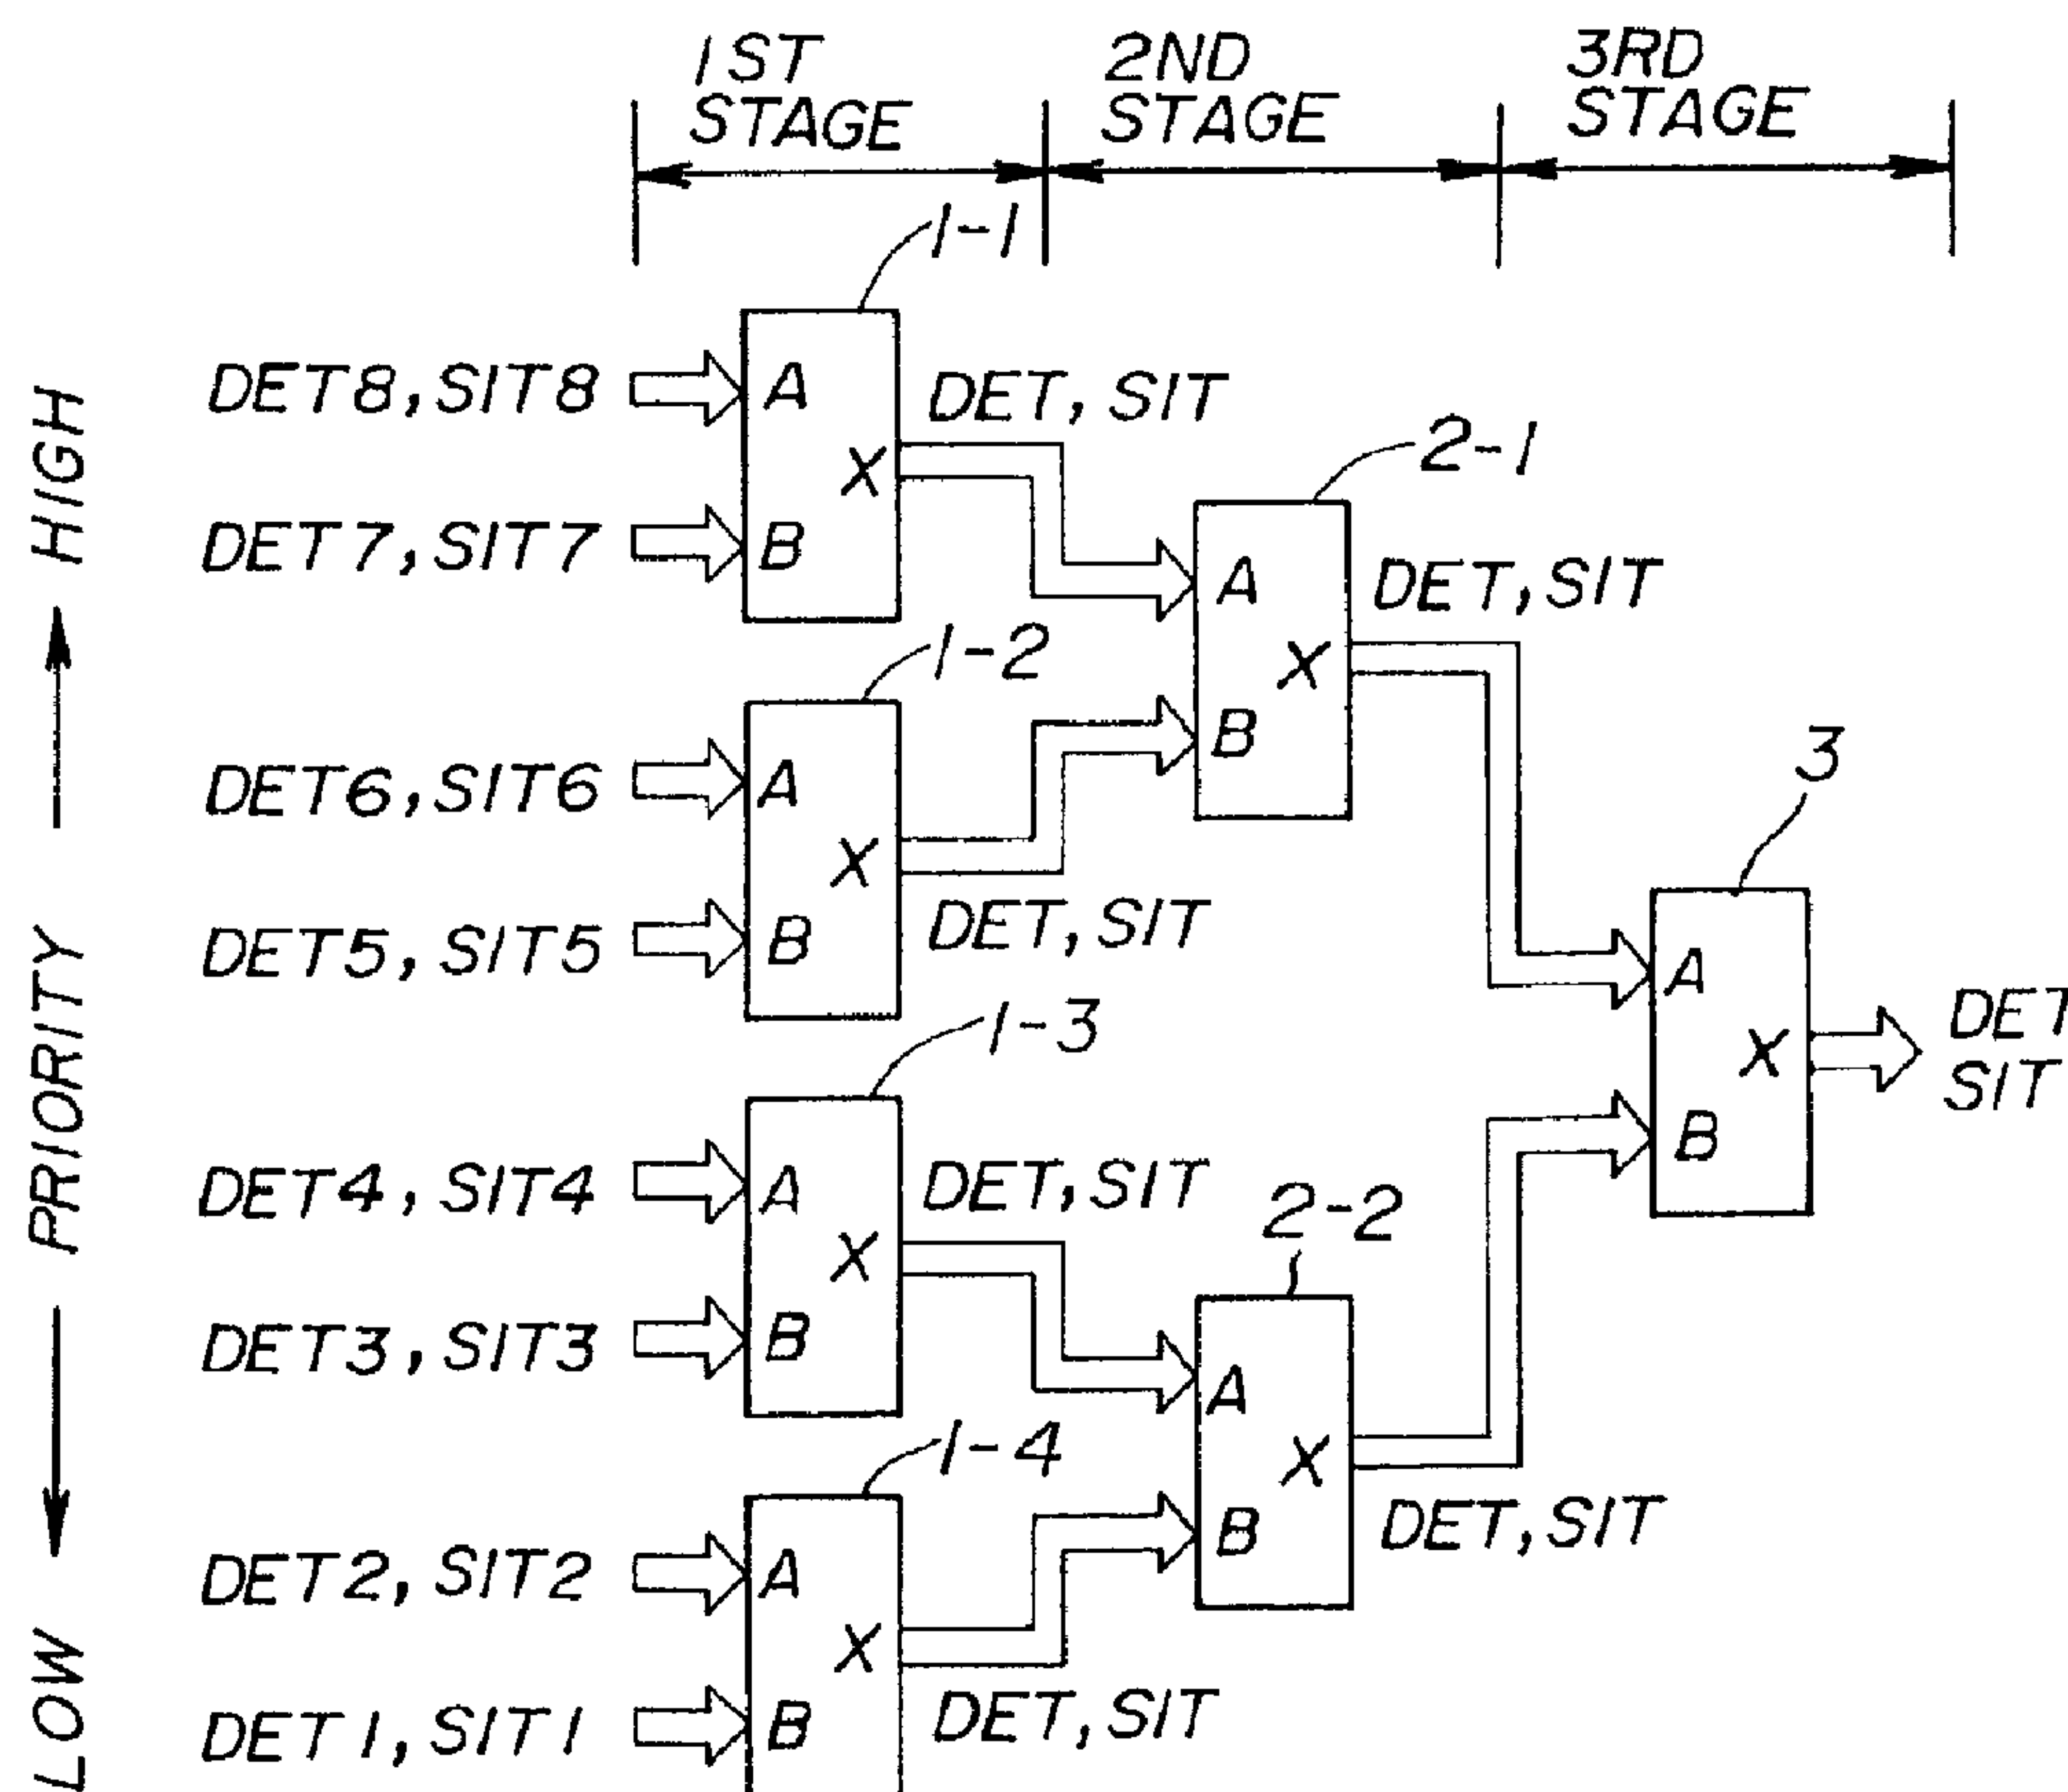 1ST
STAGE
2ND
STAGE
3RD
STAGE
1-1
DET8, SIT8
A
DET, SIT
X
2-1
DET7, SIT7
B
A
DET, SIT
1-2
X
B
3
DET6, SIT6
A
X
DET, SIT
DET5, SIT5
B
A
DET
X
SIT
B
1-3
DET4, SIT4
A
DET, SIT
2-2
X
DET3, SIT3
B
A
1-4
X
B
DET, SIT
DET2, SIT2
A
X
DET, SIT
DET1, SIT1
B
HIGH
PRIORITY
LOW